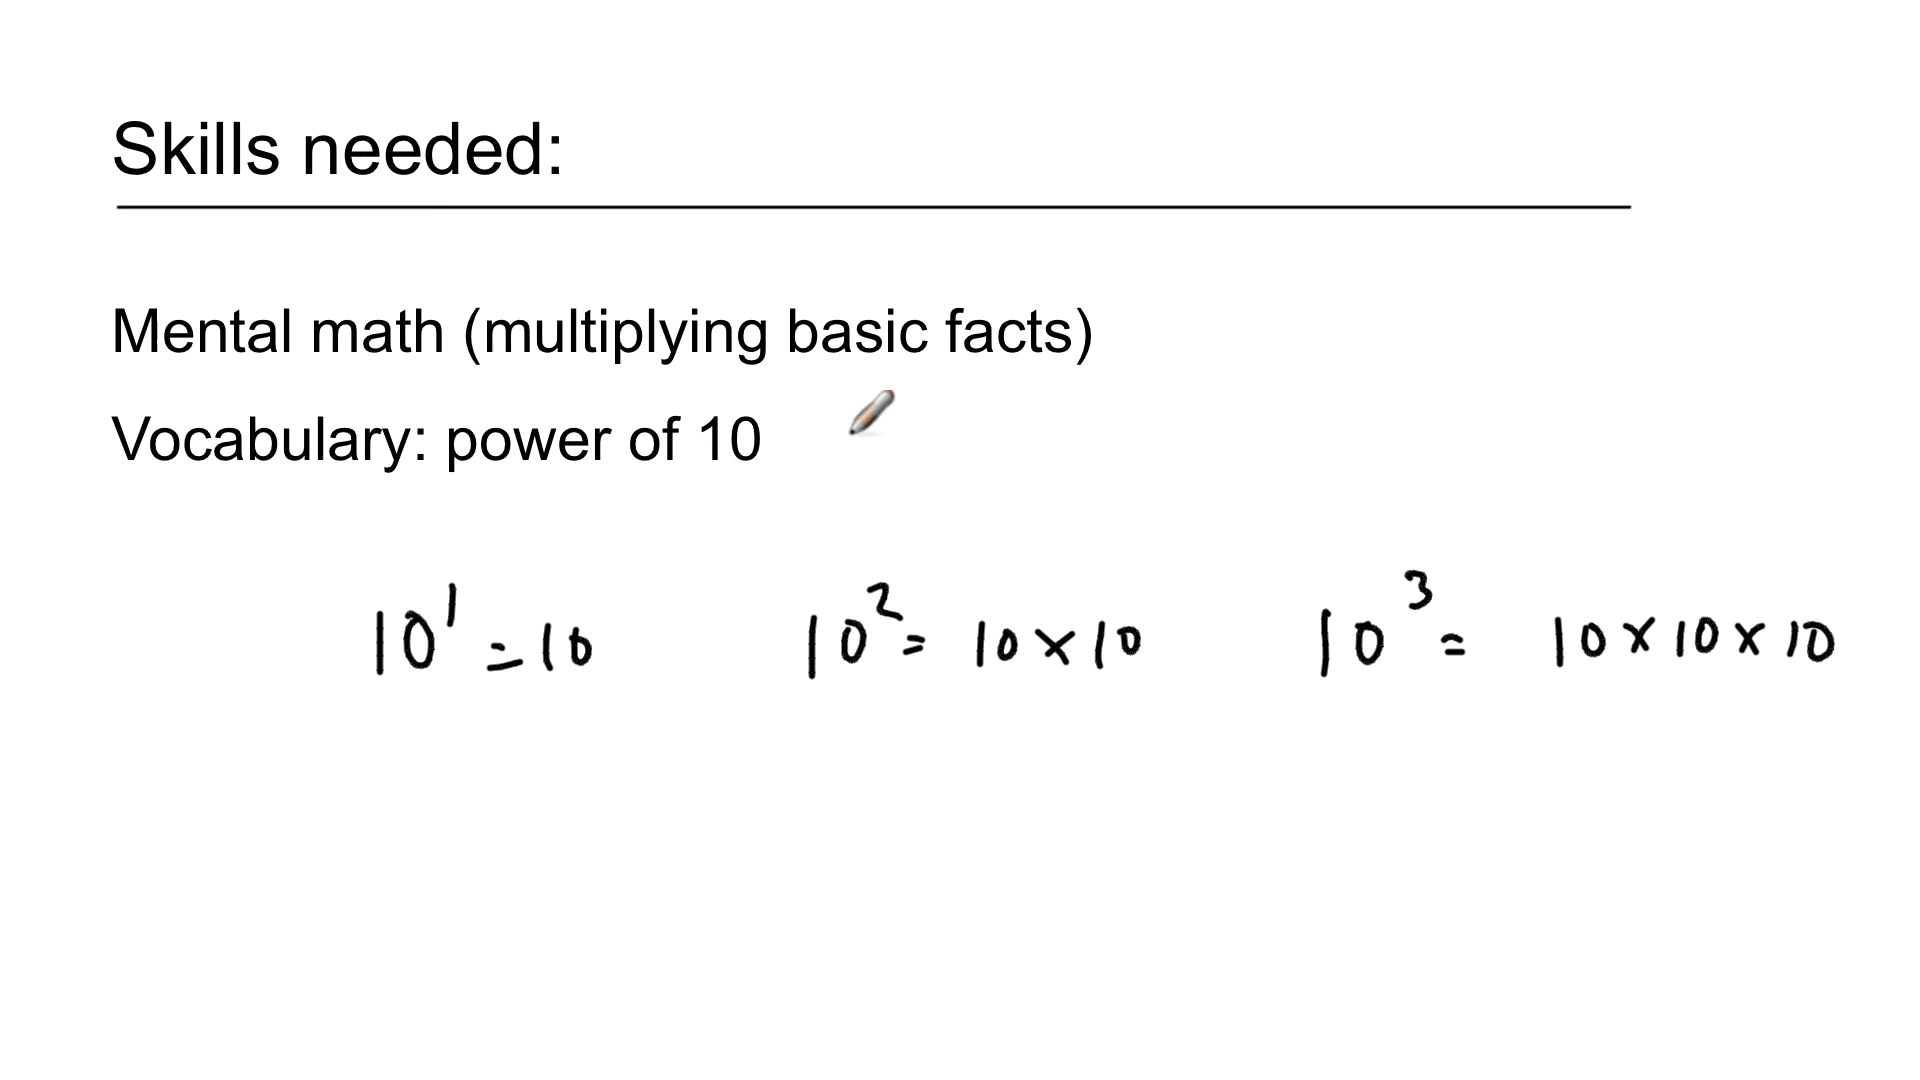 Skills needed:
Mental math (multiplying basic facts)
Vocabulary: power of 10
10¹ = 10 10² = 10 × 10 10³ = 10 × 10 × 10